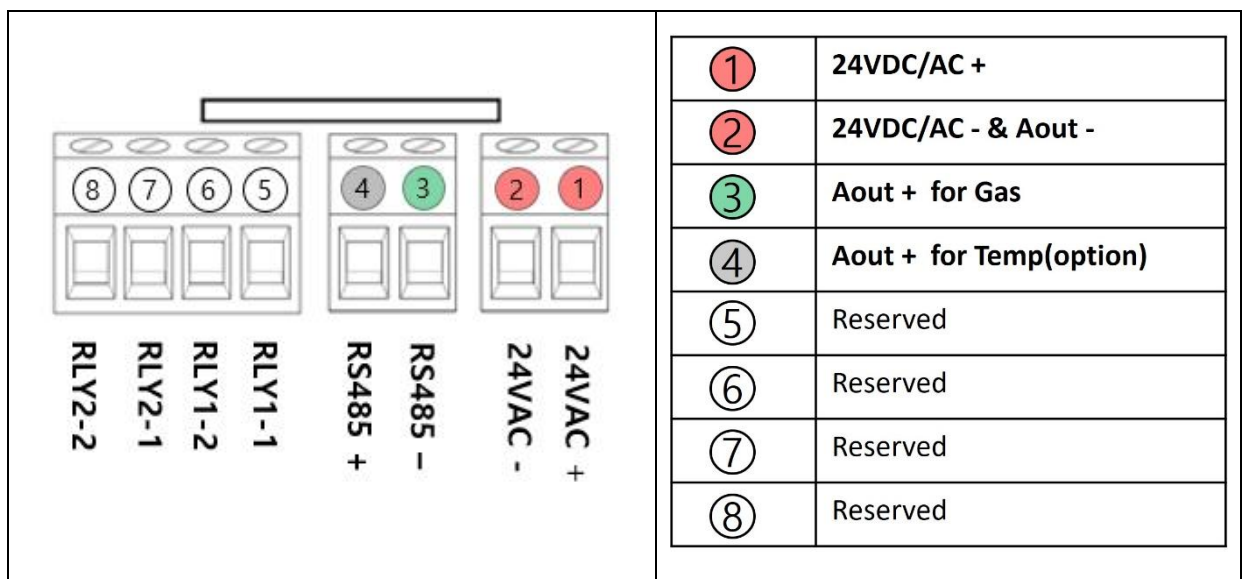 8 7 6 5 4 3 2 1
RLY2-2
RLY2-1
RLY1-2
RLY1-1
RS485 +
RS485 –
24VAC -
24VAC +
1 24VDC/AC +
2 24VDC/AC - & Aout -
3 Aout + for Gas
4 Aout + for Temp(option)
5 Reserved
6 Reserved
7 Reserved
8 Reserved